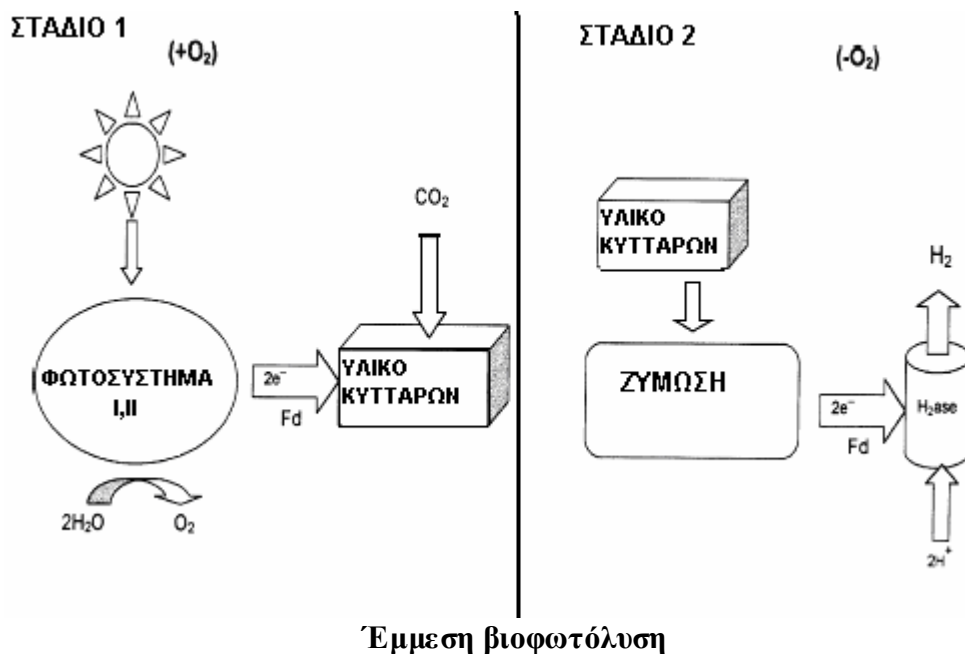 ΣΤΑΔΙΟ 1
(+O₂)
CO₂
ΦΩΤΟΣΥΣΤΗΜΑ
I,II
2e⁻
Fd
ΥΛΙΚΟ
ΚΥΤΤΑΡΩΝ
2H₂O
O₂
ΣΤΑΔΙΟ 2
(-O₂)
ΥΛΙΚΟ
ΚΥΤΤΑΡΩΝ
H₂
ΖΥΜΩΣΗ
2e⁻
Fd
H₂ase
2H⁺
Έμμεση βιοφωτόλυση